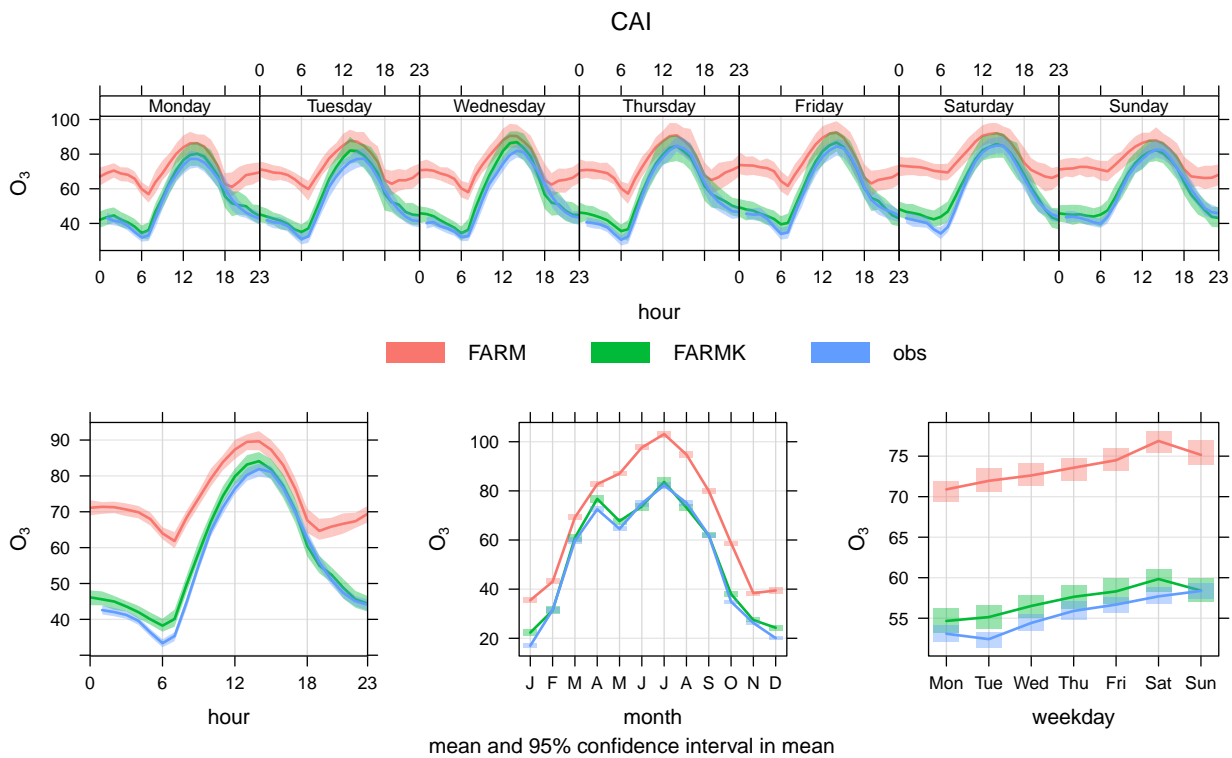 CAI
0 6 12 18 23 0 6 12 18 23 0 6 12 18 23
Monday Tuesday Wednesday Thursday Friday Saturday Sunday
100
80
60
40
O3
0 6 12 18 23 0 6 12 18 23 0 6 12 18 23 0 6 12 18 23
hour
FARM FARMK obs
90
80
70
60
50
40
O3
0 6 12 18 23
hour
100
80
60
40
20
O3
J F M A M J J A S O N D
month
75
70
65
60
55
O3
Mon Tue Wed Thu Fri Sat Sun
weekday
mean and 95% confidence interval in mean